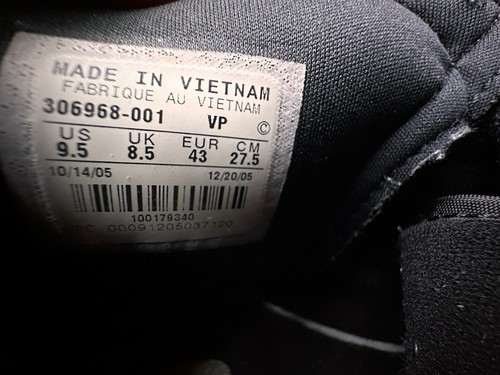 MADE IN VIETNAM
FABRIQUE AU VIETNAM
306968-001 VP ©
US UK EUR CM
9.5 8.5 43 27.5
10/14/05 12/20/05
100179340
00091205037120